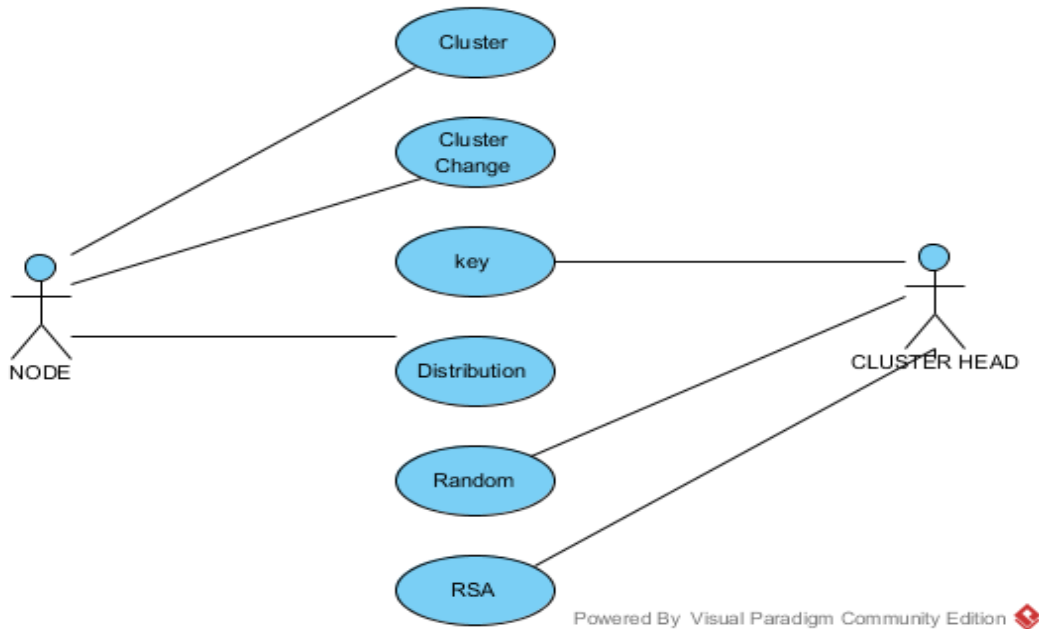 Cluster
Cluster
Change
key
NODE
CLUSTER HEAD
Distribution
Random
RSA
Powered By Visual Paradigm Community Edition